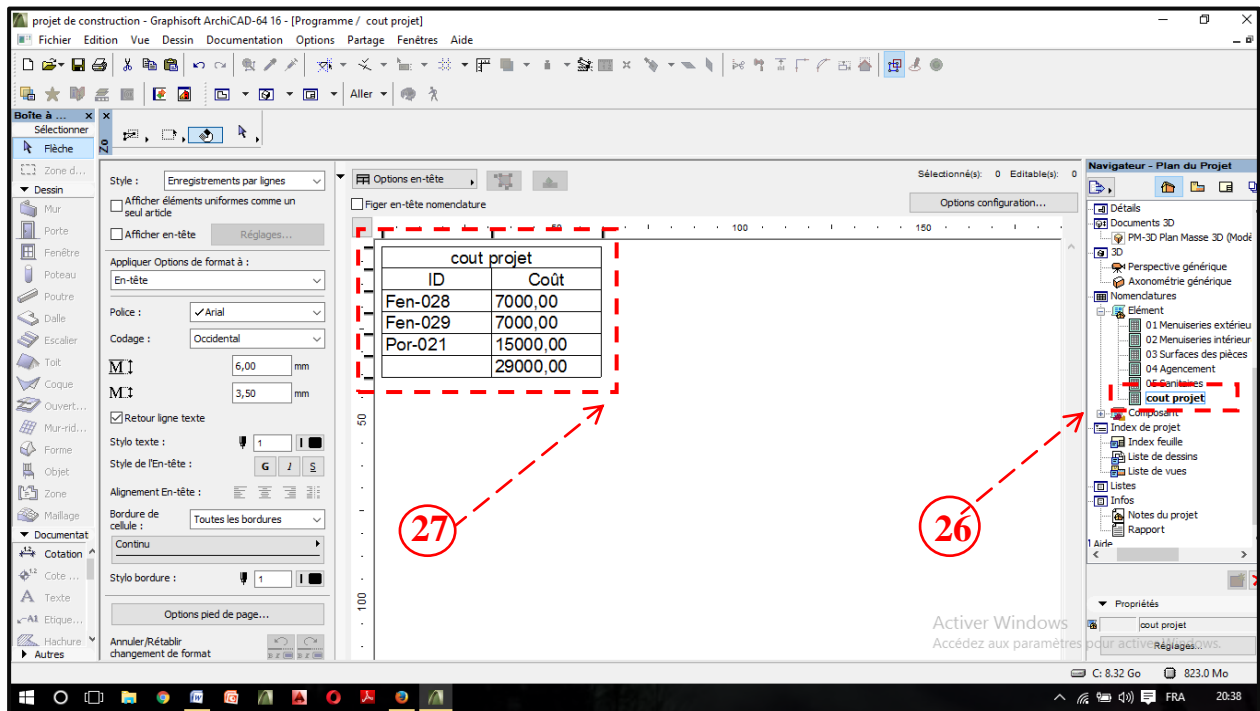 projet de construction - Graphisoft ArchiCAD-64 16 - [Programme / cout projet]
Fichier Edition Vue Dessin Documentation Options Partage Fenêtres Aide
Aller
Boîte à ... x
Sélectionner
Flèche
Zone d...
Dessin
Mur
Porte
Fenêtre
Poteau
Poutre
Dalle
Escalier
Toit
Coque
Ouvert...
Mur-rid...
Forme
Objet
Zone
Maillage
Documentat
Cotation
Cote ...
Texte
Etique...
Hachure
Autres
Style : Enregistrements par lignes
Afficher éléments uniformes comme un
seul article
Afficher en-tête Réglages...
Appliquer Options de format à :
En-tête
Police : Arial
Codage : Occidental
6,00 mm
3,50 mm
Retour ligne texte
Stylo texte : 1
Style de l'En-tête : G I S
Alignement En-tête :
Bordure de
cellule : Toutes les bordures
Continu
Stylo bordure : 1
Options pied de page...
Annuler/Rétablir
changement de format
Options en-tête
Sélectionné(s): 0 Editable(s): 0
Figer en-tête nomenclature
Options configuration...
50 100 150
cout projet
ID Coût
Fen-028 7000,00
Fen-029 7000,00
Por-021 15000,00
29000,00
50
100
27
26
Navigateur - Plan du Projet
Détails
Documents 3D
PM-3D Plan Masse 3D (Modè
3D
Perspective générique
Axonométrie générique
Nomenclatures
Elément
01 Menuiseries extérieu
02 Menuiseries intérieur
03 Surfaces des pièces
04 Agencement
05 Sanitaires
cout projet
Composant
Index de projet
Index feuille
Liste de dessins
Liste de vues
Listes
Infos
Notes du projet
Rapport
Aide
Propriétés
cout projet
Réglages...
Activer Windows
Accédez aux paramètres pour activer Windows.
C: 8.32 Go 823.0 Mo
FRA 20:38